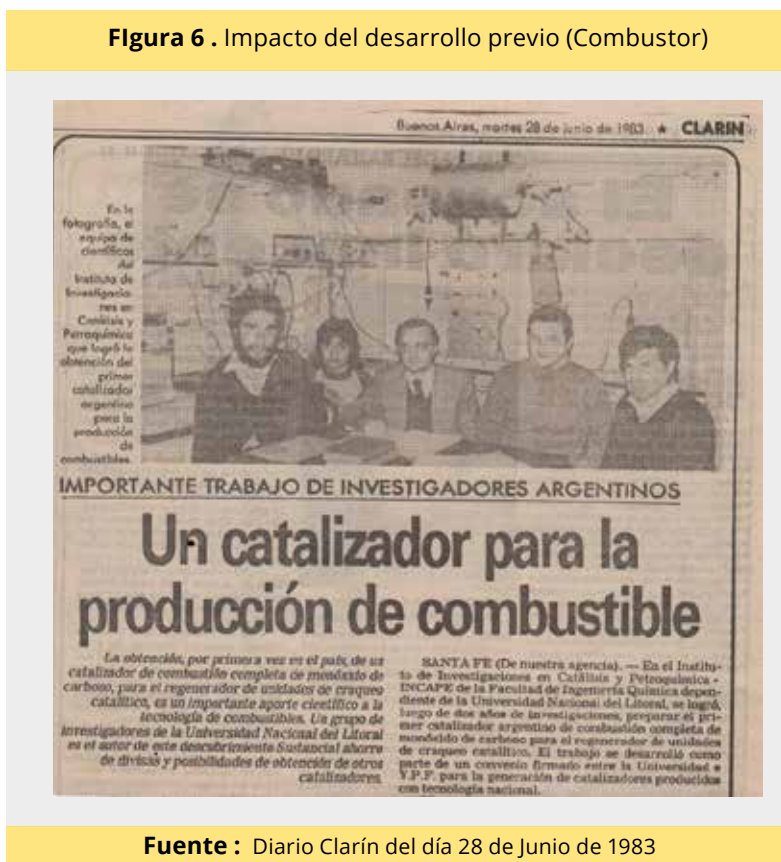 FIgura 6 . Impacto del desarrollo previo (Combustor)
Buenos Aires, martes 28 de junio de 1983 ★ CLARIN
En la
fotografía, el
equipo de
científicos
del
Instituto de
Investigacio-
nes en
Catálisis y
Petroquímica
que logró la
obtención del
primer
catalizador
argentino
para la
producción
de
combustibles.
IMPORTANTE TRABAJO DE INVESTIGADORES ARGENTINOS
Un catalizador para la
producción de combustible
La obtención, por primera vez en el país, de un
catalizador de combustión completa de monóxido de
carbono, para el regenerador de unidades de craqueo
catalítico, es un importante aporte científico a la
tecnología de combustibles. Un grupo de
investigadores de la Universidad Nacional del Litoral
es el autor de este descubrimiento Sustancial ahorro
de divisas y posibilidades de obtención de otros
catalizadores.
SANTA FE (De nuestra agencia). — En el Institu-
to de Investigaciones en Catálisis y Petroquímica -
INCAPE de la Facultad de Ingeniería Química depen-
diente de la Universidad Nacional del Litoral, se logró,
luego de dos años de investigaciones, preparar el pri-
mer catalizador argentino de combustión completa de
monóxido de carbono para el regenerador de unidades
de craqueo catalítico. El trabajo se desarrolló como
parte de un convenio firmado entre la Universidad e
Y.P.F. para la generación de catalizadores producidos
con tecnología nacional.
Fuente : Diario Clarín del día 28 de Junio de 1983